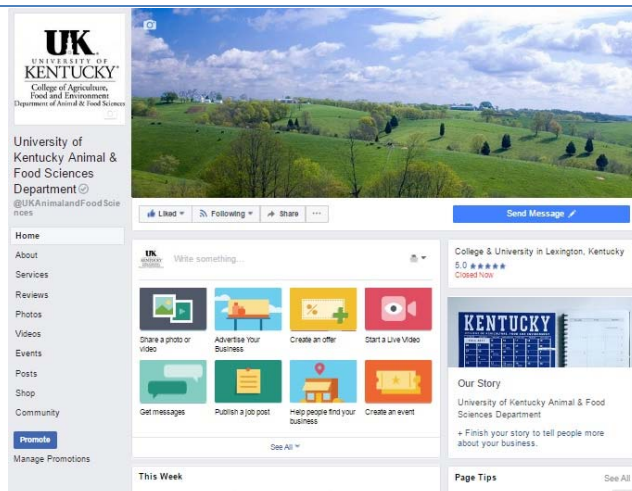 UK
UNIVERSITY OF
KENTUCKY
College of Agriculture,
Food and Environment
Department of Animal & Food Sciences
University of
Kentucky Animal &
Food Sciences
Department
@UKAnimalandFoodScie
nces
Home
About
Services
Reviews
Photos
Videos
Events
Posts
Shop
Community
Promote
Manage Promotions
Liked
Following
Share
Send Message
UK
Write something...
Share a photo or
video
Advertise Your
Business
Create an offer
Start a Live Video
Get messages
Publish a job post
Help people find your
business
Create an event
See All
This Week
College & University in Lexington, Kentucky
5.0 ★★★★★
Closed Now
KENTUCKY
Our Story
University of Kentucky Animal & Food
Sciences Department
+ Finish your story to tell people more
about your business.
Page Tips
See All